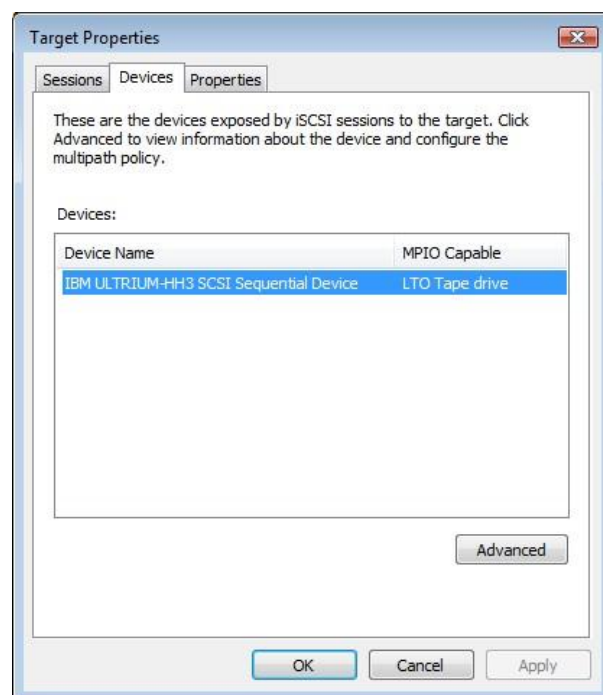 Target Properties
Sessions Devices Properties
These are the devices exposed by iSCSI sessions to the target. Click
Advanced to view information about the device and configure the
multipath policy.
Devices:
Device Name MPIO Capable
IBM ULTRIUM-HH3 SCSI Sequential Device LTO Tape drive
Advanced
OK Cancel Apply